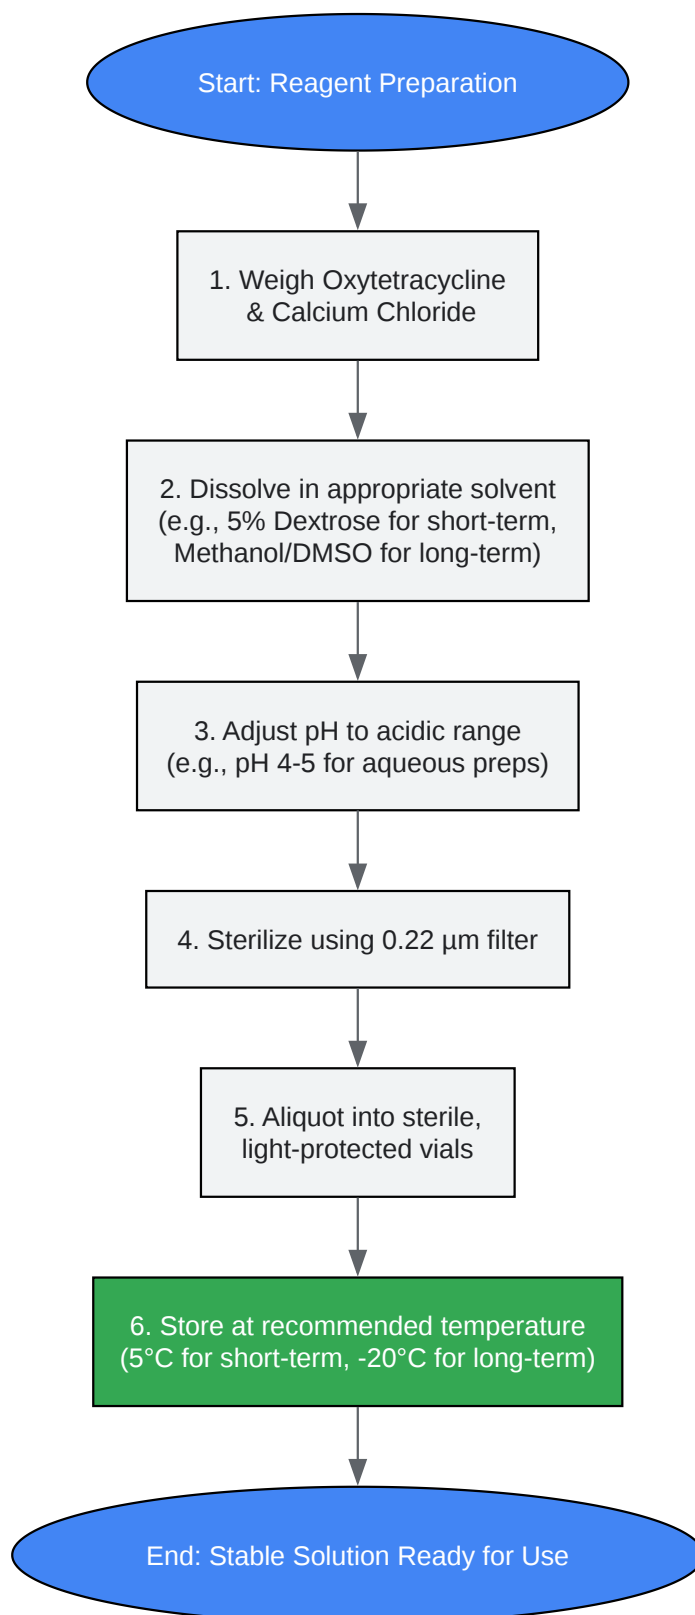 Start: Reagent Preparation
1. Weigh Oxytetracycline
& Calcium Chloride
2. Dissolve in appropriate solvent
(e.g., 5% Dextrose for short-term,
Methanol/DMSO for long-term)
3. Adjust pH to acidic range
(e.g., pH 4-5 for aqueous preps)
4. Sterilize using 0.22 µm filter
5. Aliquot into sterile,
light-protected vials
6. Store at recommended temperature
(5°C for short-term, -20°C for long-term)
End: Stable Solution Ready for Use